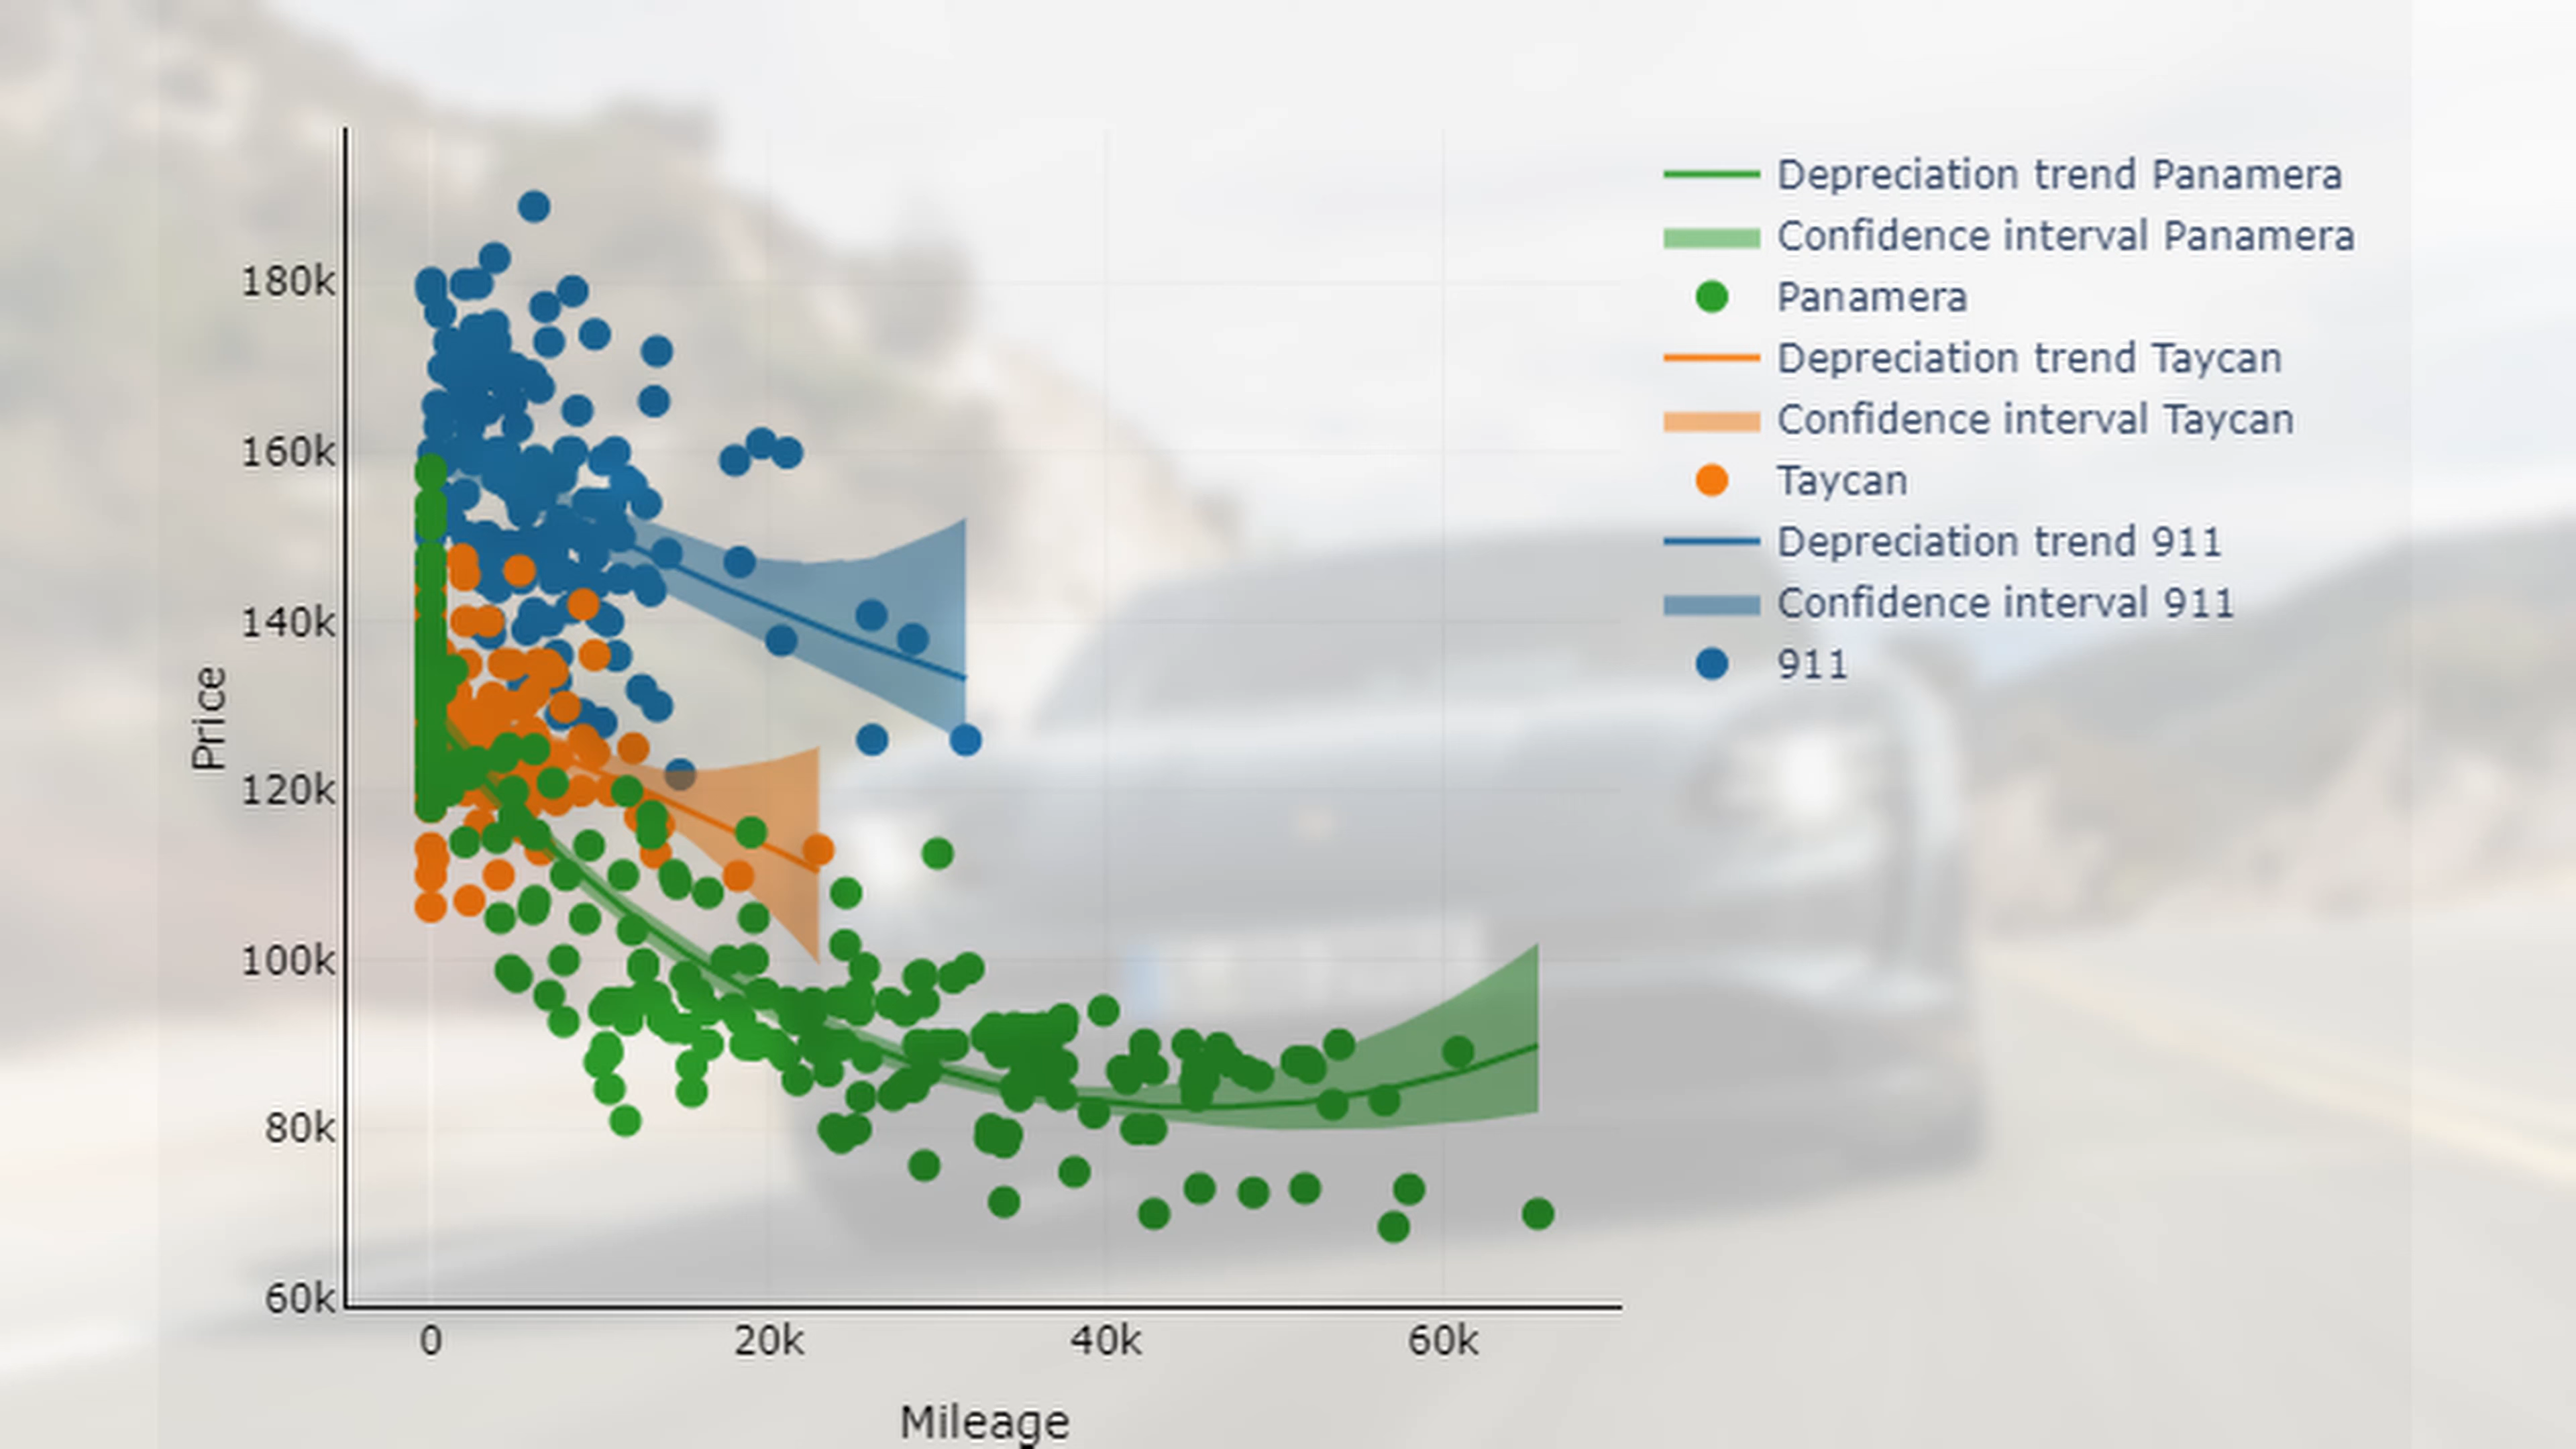 180k
160k
140k
120k
100k
80k
60k
Price
0 20k 40k 60k
Mileage
Depreciation trend Panamera
Confidence interval Panamera
Panamera
Depreciation trend Taycan
Confidence interval Taycan
Taycan
Depreciation trend 911
Confidence interval 911
911